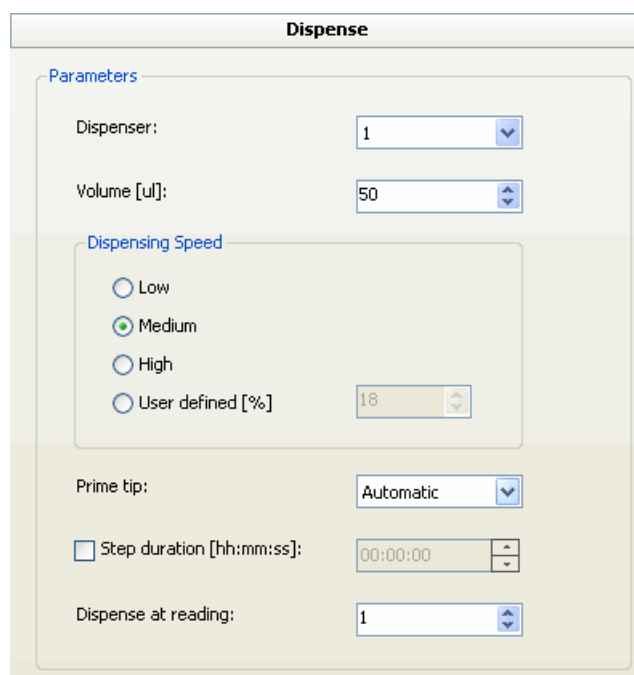 Dispense
Parameters
Dispenser: 1
Volume [ul]: 50
Dispensing Speed
Low
Medium
High
User defined [%] 18
Prime tip: Automatic
Step duration [hh:mm:ss]: 00:00:00
Dispense at reading: 1